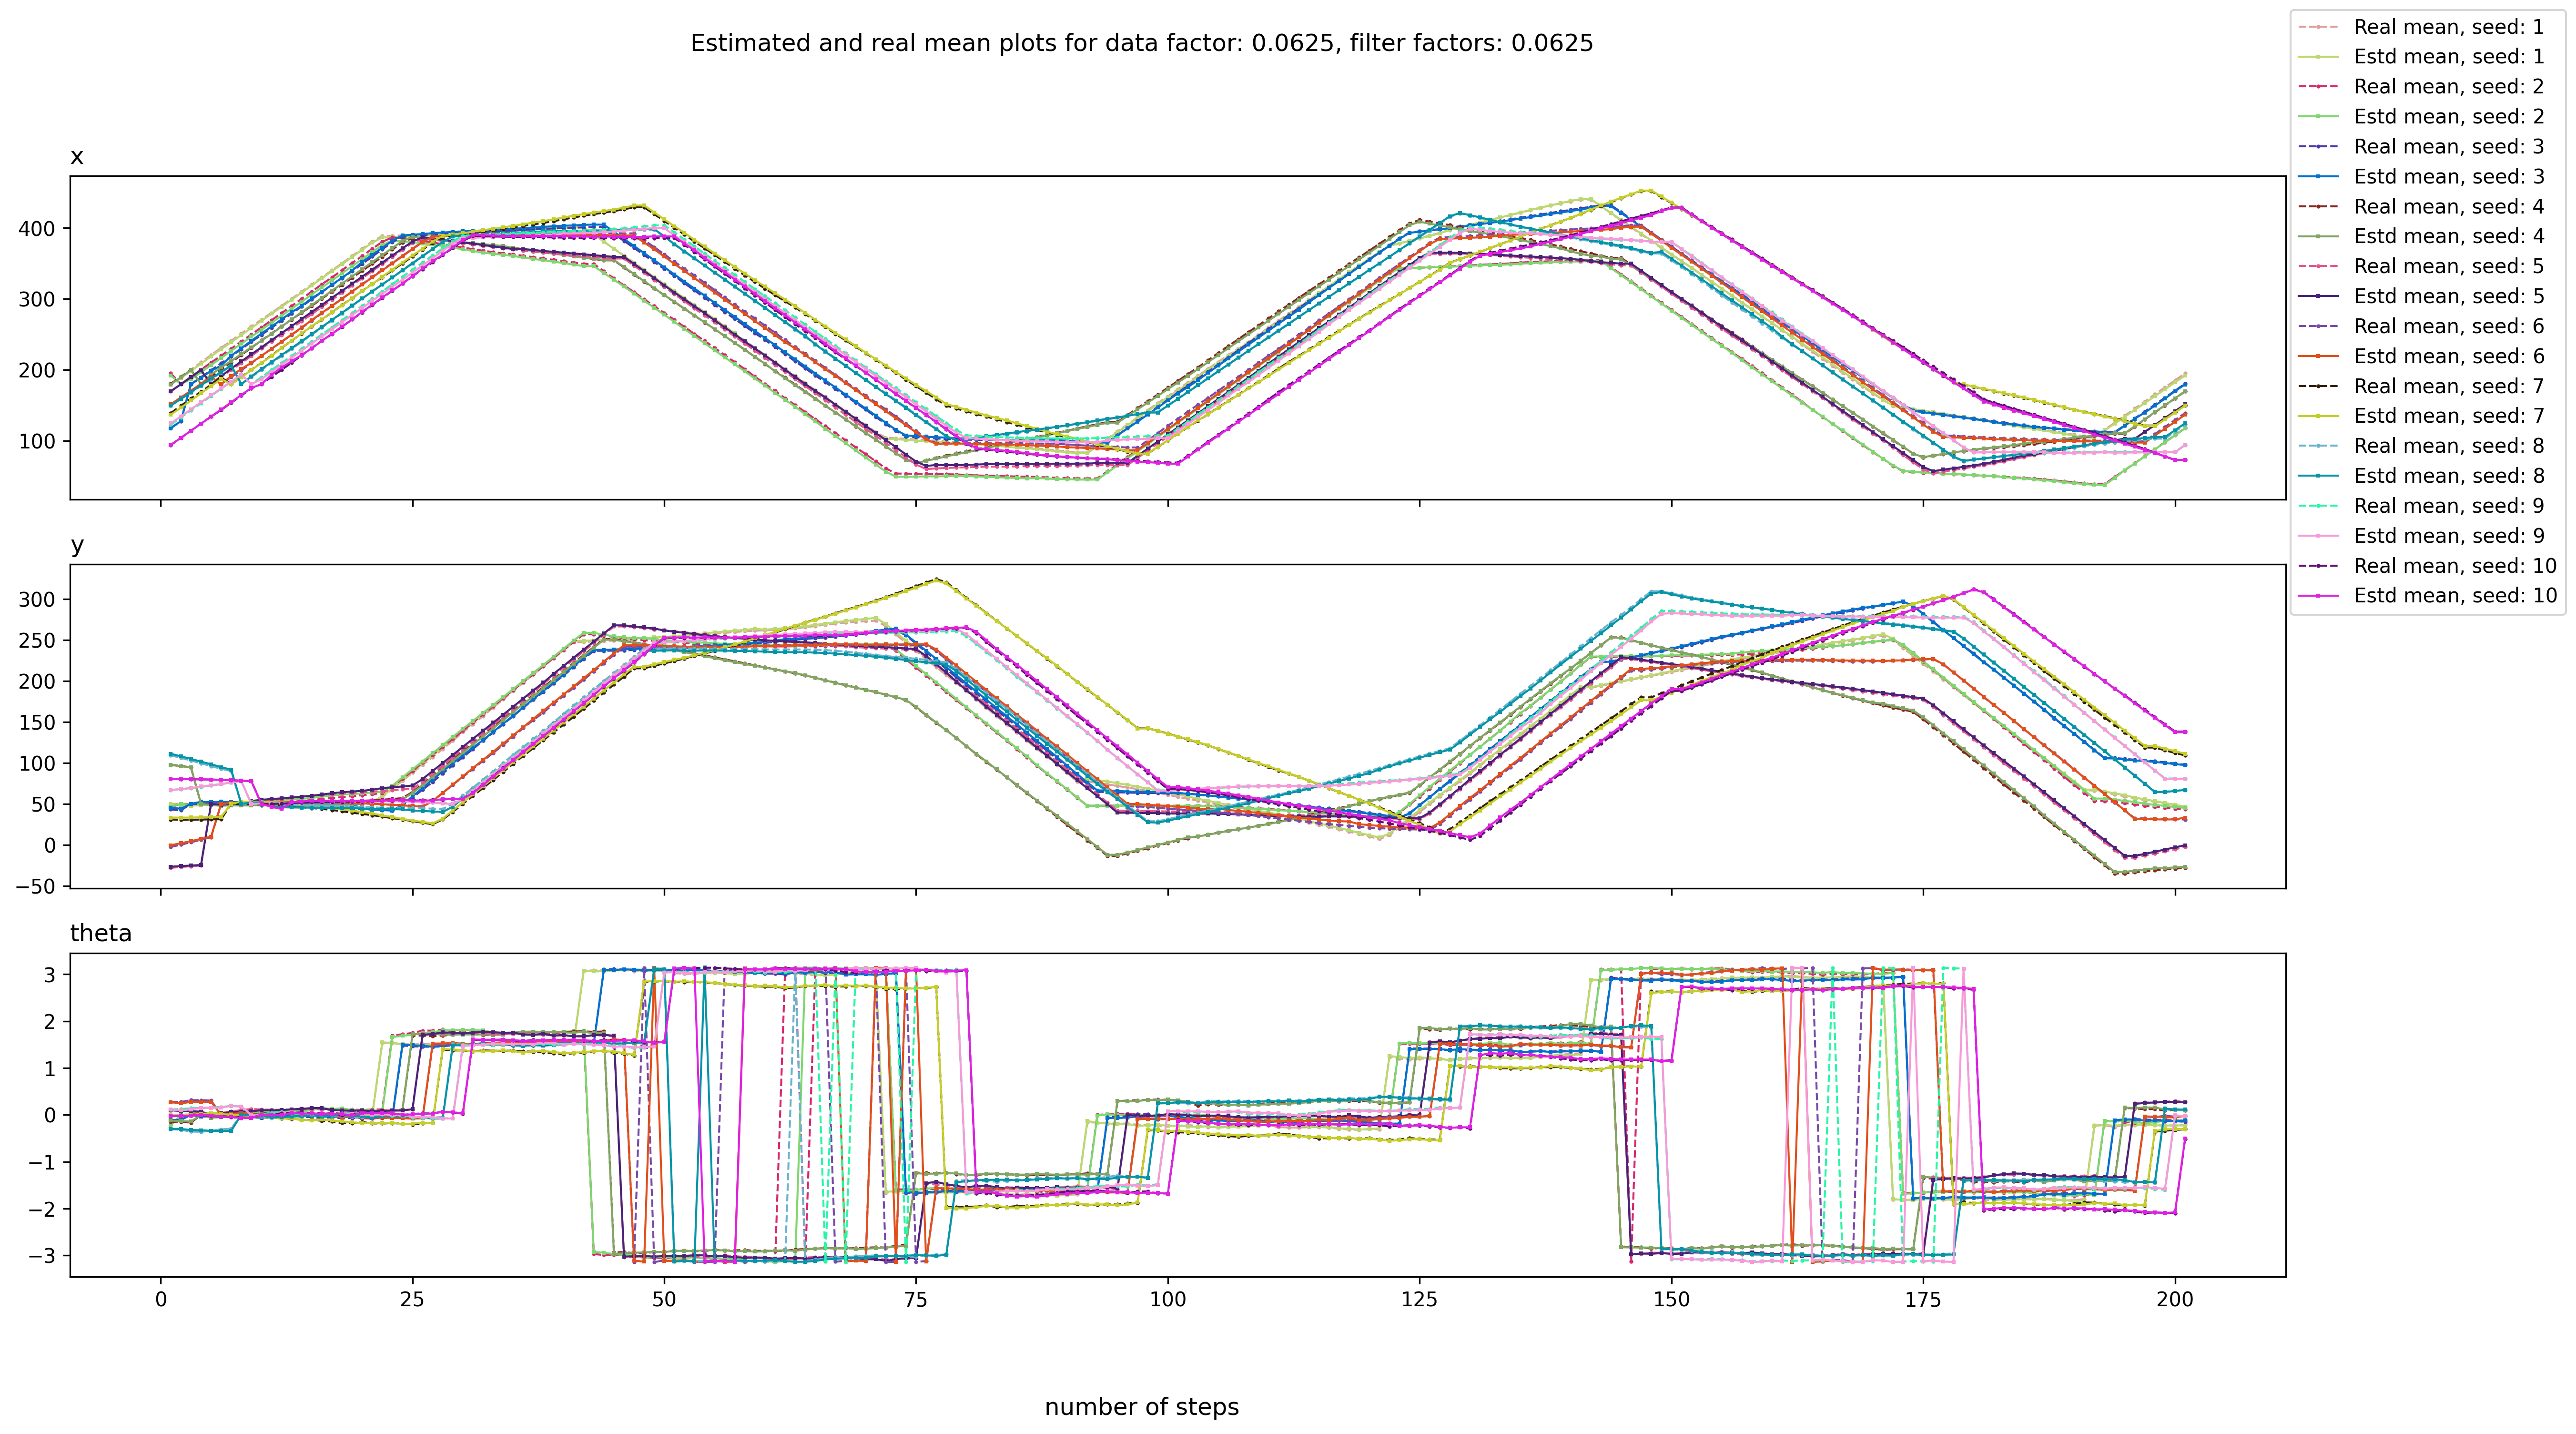 Estimated and real mean plots for data factor: 0.0625, filter factors: 0.0625
Real mean, seed: 1
Estd mean, seed: 1
Real mean, seed: 2
Estd mean, seed: 2
Real mean, seed: 3
Estd mean, seed: 3
Real mean, seed: 4
Estd mean, seed: 4
Real mean, seed: 5
Estd mean, seed: 5
Real mean, seed: 6
Estd mean, seed: 6
Real mean, seed: 7
Estd mean, seed: 7
Real mean, seed: 8
Estd mean, seed: 8
Real mean, seed: 9
Estd mean, seed: 9
Real mean, seed: 10
Estd mean, seed: 10
x
400
300
200
100
y
300
250
200
150
100
50
0
−50
theta
3
2
1
0
−1
−2
−3
0 25 50 75 100 125 150 175 200
number of steps